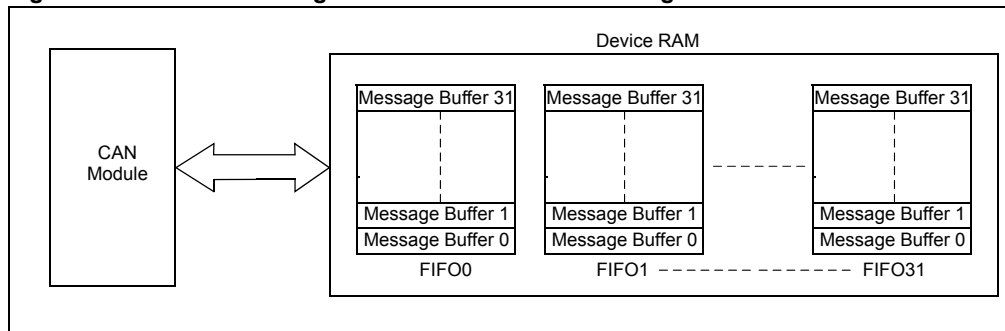 Device RAM
CAN
Module
Message Buffer 31
Message Buffer 1
Message Buffer 0
FIFO0
Message Buffer 31
Message Buffer 1
Message Buffer 0
FIFO1
Message Buffer 31
Message Buffer 1
Message Buffer 0
FIFO31